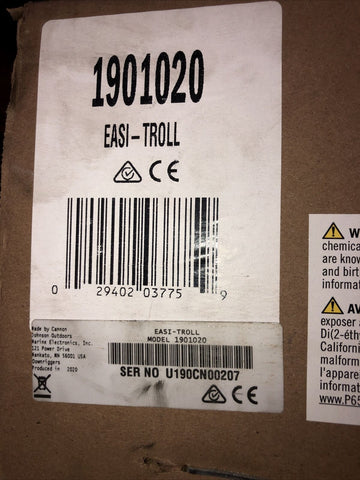 1901020
EASI-TROLL
CE
0 29402 03775 9
Made by Cannon
Johnson Outdoors
Marine Electronics, Inc.
121 Power Drive
Mankato, MN 56001 USA
Downriggers
Produced in 2020
EASI-TROLL
MODEL 1901020
SER NO U190CN00207
CE
W
chemica
are know
and birt
informat
AV
exposer a
Di(2-éth
Californi
malform
l'appare
informat
www.P65